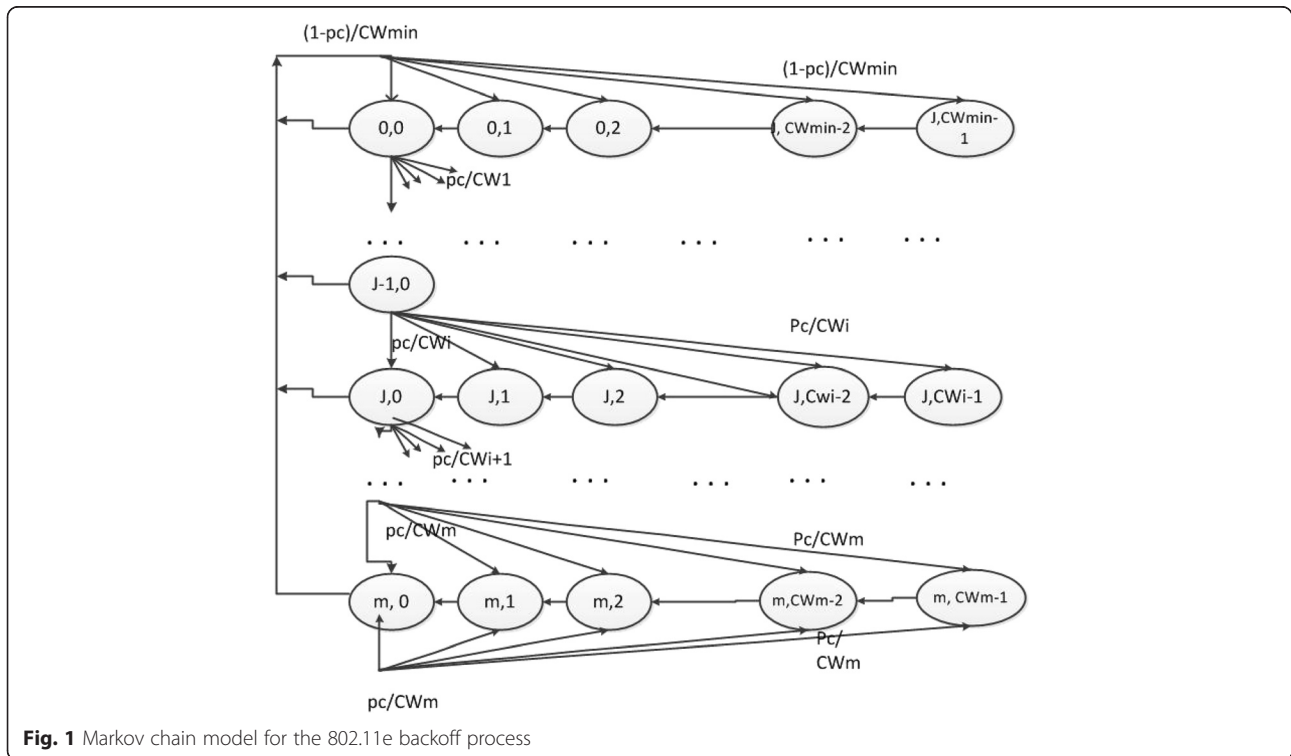 (1-pc)/CWmin
(1-pc)/CWmin
0,0
0,1
0,2
J, CWmin-2
J,CWmin-
1
pc/CW1
. . .
. . .
. . .
. . .
. . .
. . .
J-1,0
pc/CWi
Pc/CWi
J,0
J,1
J,2
J,Cwi-2
J,CWi-1
pc/CWi+1
. . .
. . .
. . .
. . .
. . .
. . .
pc/CWm
Pc/CWm
m, 0
m,1
m,2
m,CWm-2
m, CWm-1
Pc/
CWm
pc/CWm
Fig. 1 Markov chain model for the 802.11e backoff process